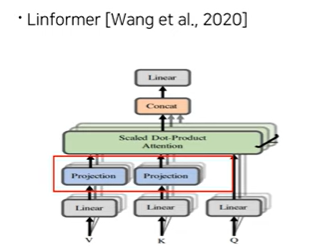 · Linformer [Wang et al., 2020]
Linear
Concat
Scaled Dot-Product
Attention
Projection Projection
Linear Linear Linear
V K Q